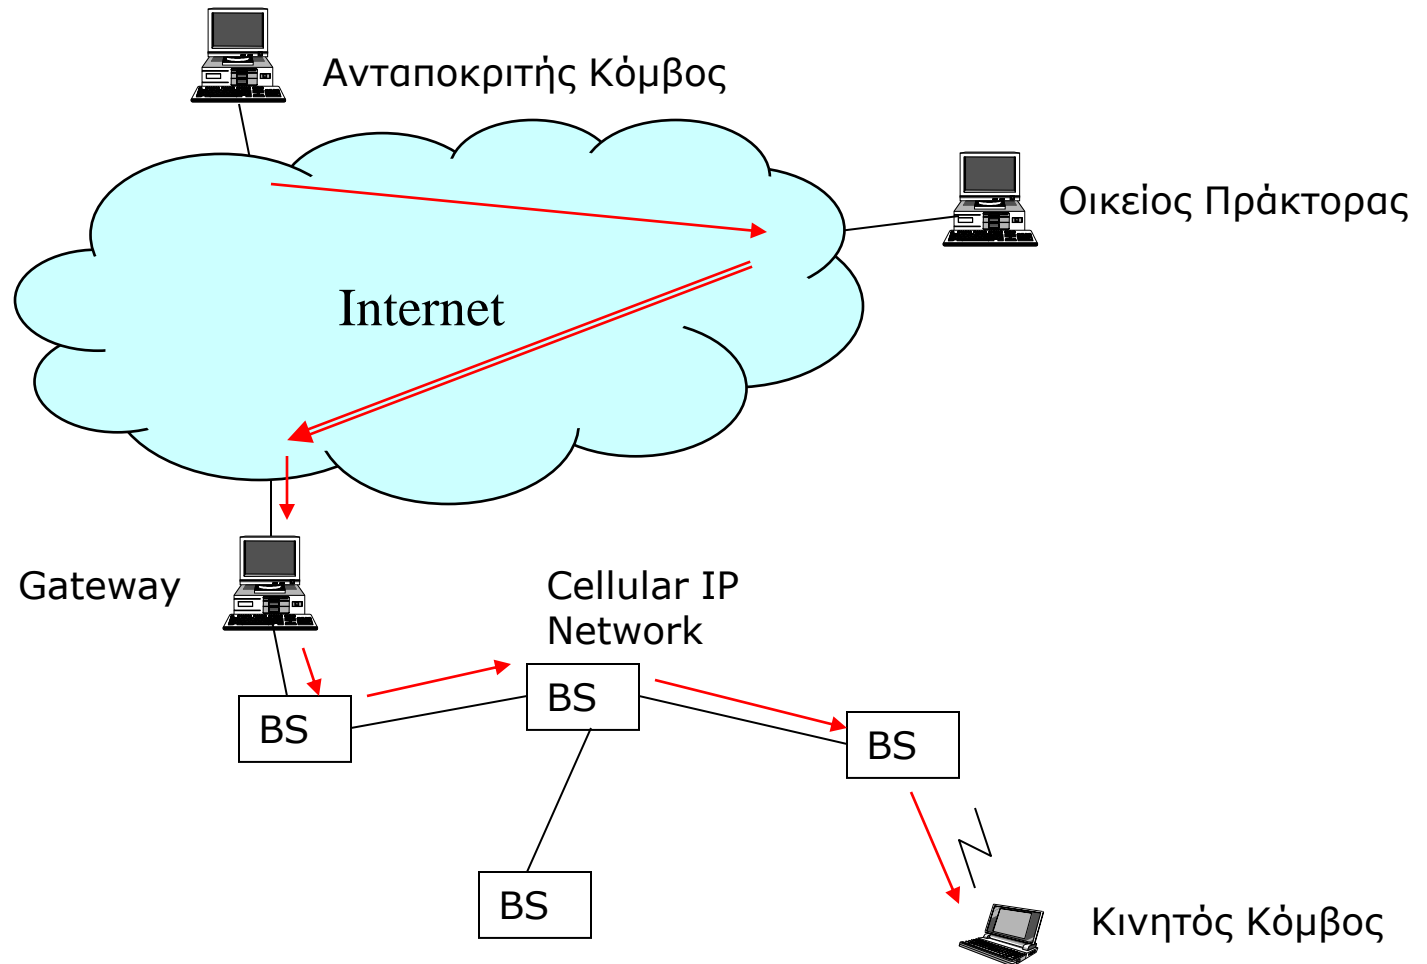 Ανταποκριτής Κόμβος
Οικείος Πράκτορας
Internet
Gateway
Cellular IP
Network
BS
BS
BS
BS
Κινητός Κόμβος